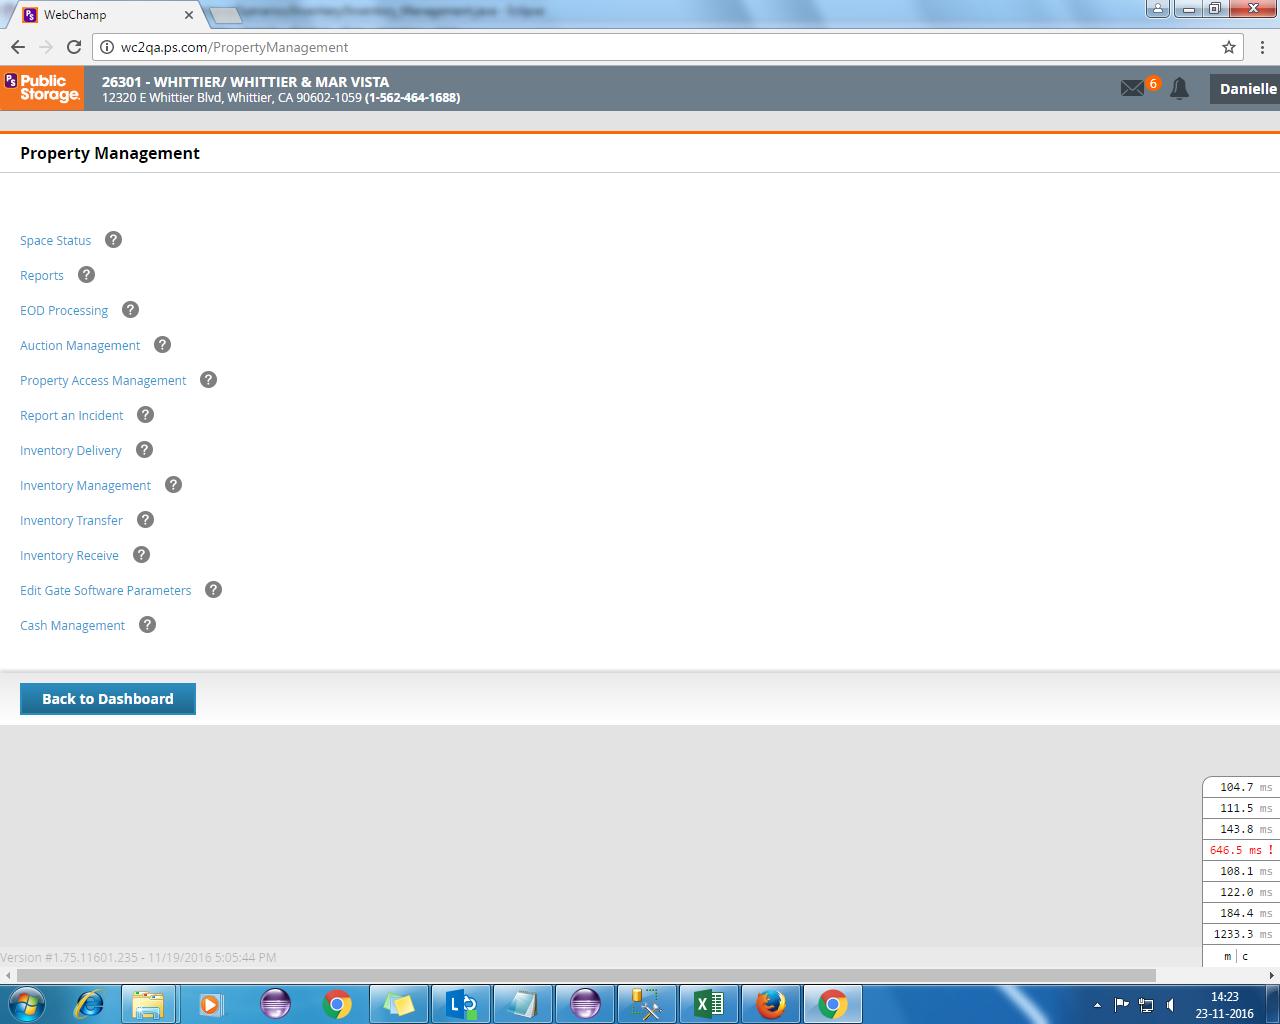 WebChamp
wc2qa.ps.com/PropertyManagement
PS Public Storage.
26301 - WHITTIER/ WHITTIER & MAR VISTA
12320 E Whittier Blvd, Whittier, CA 90602-1059 (1-562-464-1688)
6
Danielle
Property Management
Space Status ?
Reports ?
EOD Processing ?
Auction Management ?
Property Access Management ?
Report an Incident ?
Inventory Delivery ?
Inventory Management ?
Inventory Transfer ?
Inventory Receive ?
Edit Gate Software Parameters ?
Cash Management ?
Back to Dashboard
104.7 ms
111.5 ms
143.8 ms
646.5 ms !
108.1 ms
122.0 ms
184.4 ms
1233.3 ms
m | c
Version #1.75.11601.235 - 11/19/2016 5:05:44 PM
14:23
23-11-2016